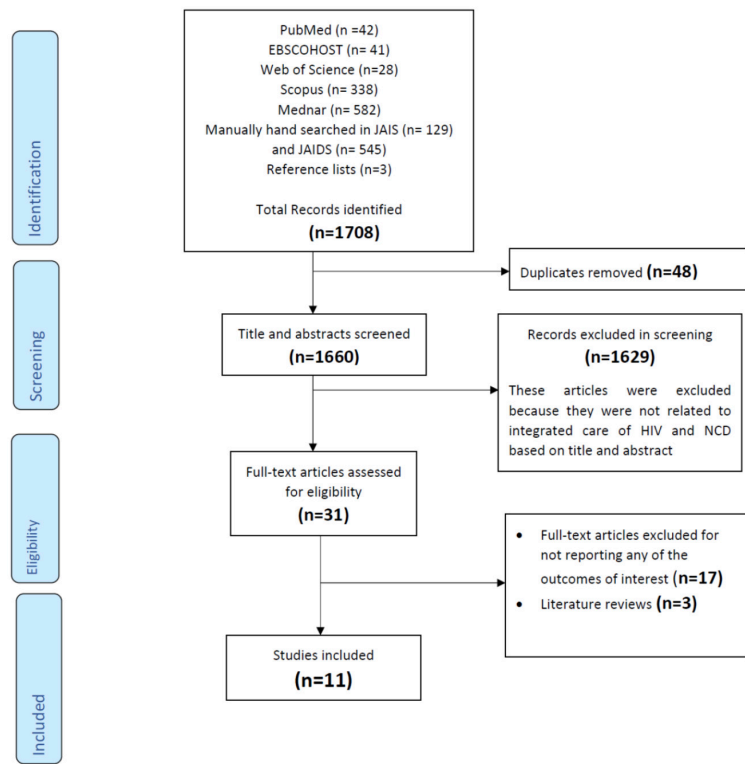 PubMed (n =42)
EBSCOHOST (n= 41)
Web of Science (n=28)
Scopus (n= 338)
Mednar (n= 582)
Manually hand searched in JAIS (n= 129)
and JAIDS (n= 545)
Reference lists (n=3)
Total Records identified
(n=1708)
Identification
Duplicates removed (n=48)
Screening
Title and abstracts screened
(n=1660)
Records excluded in screening
(n=1629)
These articles were excluded
because they were not related to
integrated care of HIV and NCD
based on title and abstract
Eligibility
Full-text articles assessed
for eligibility
(n=31)
• Full-text articles excluded for
not reporting any of the
outcomes of interest (n=17)
• Literature reviews (n=3)
Included
Studies included
(n=11)